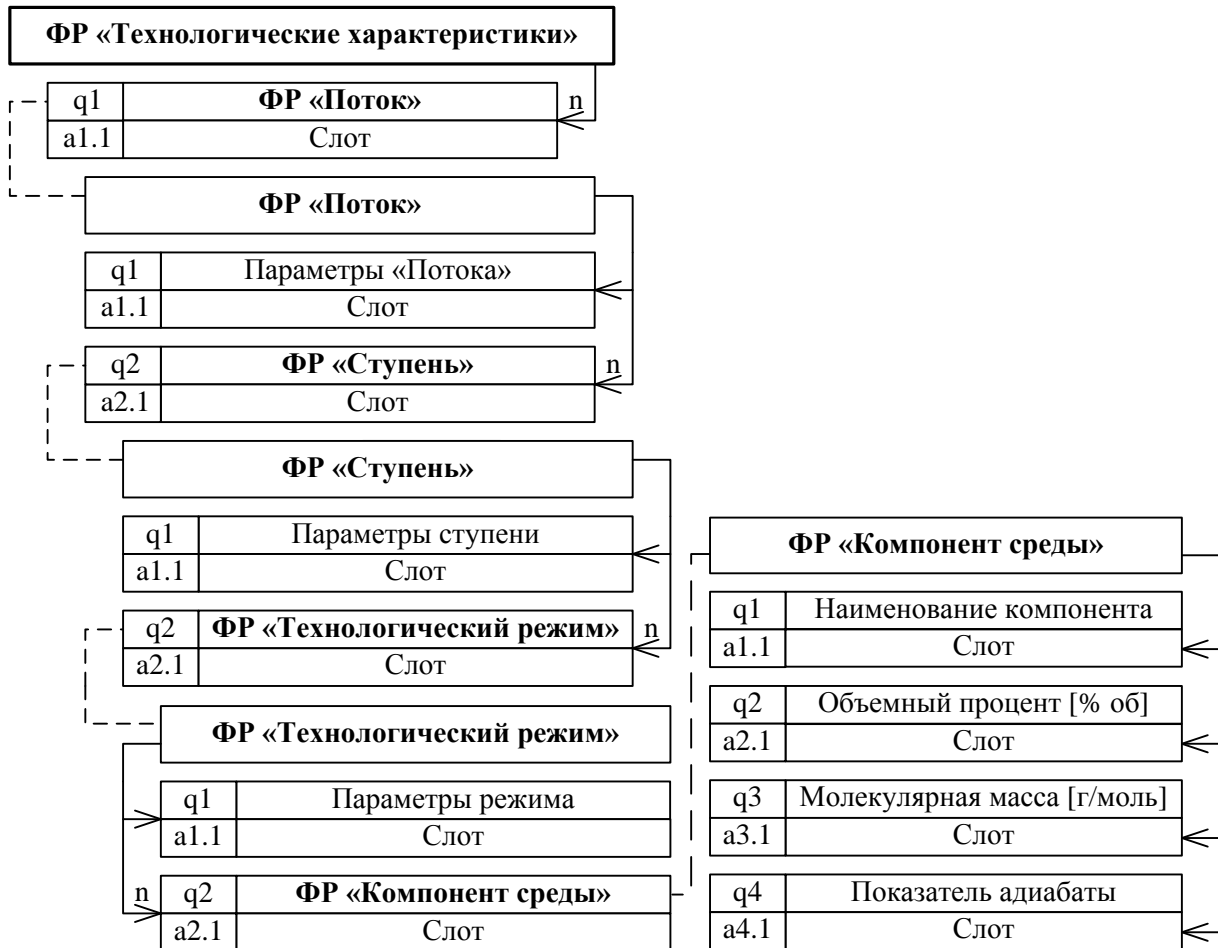 ФР «Технологические характеристики»
q1 ФР «Поток» n
a1.1 Слот
ФР «Поток»
q1 Параметры «Потока»
a1.1 Слот
q2 ФР «Ступень» n
a2.1 Слот
ФР «Ступень»
q1 Параметры ступени
a1.1 Слот
q2 ФР «Технологический режим» n
a2.1 Слот
ФР «Технологический режим»
q1 Параметры режима
a1.1 Слот
n q2 ФР «Компонент среды»
a2.1 Слот
ФР «Компонент среды»
q1 Наименование компонента
a1.1 Слот
q2 Объемный процент [% об]
a2.1 Слот
q3 Молекулярная масса [г/моль]
a3.1 Слот
q4 Показатель адиабаты
a4.1 Слот